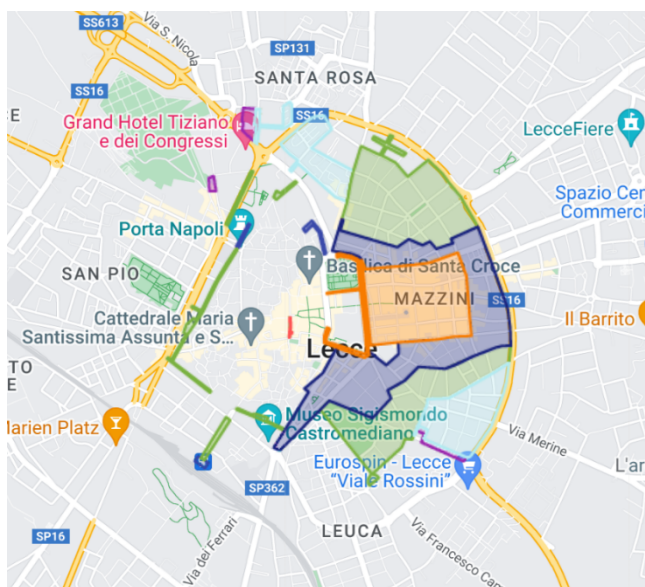 SS613
Via S. Nicola
SP131
SANTA ROSA
SS16
SS16
Grand Hotel Tiziano
e dei Congressi
LecceFiere
Spazio Cen
Commerci
Porta Napoli
SAN PIO
Basilica di Santa Croce
MAZZINI
SS16
Il Barrito
Cattedrale Maria
Santissima Assunta e S...
Lecce
TO
E
Marien Platz
Museo Sigismondo
Castromediano
Via Merine
Eurospin - Lecce
"Viale Rossini"
L'ar
SP362
LEUCA
SP16
Via dei Ferrari
Via Francesco Cas